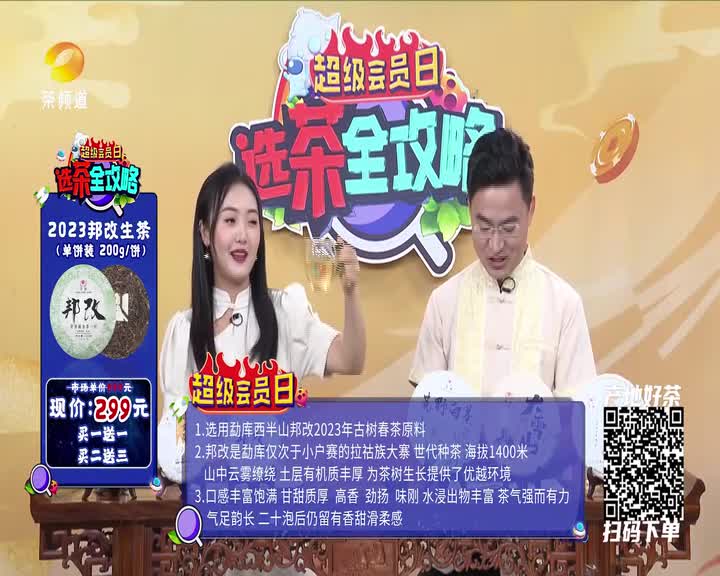 茶频道
超级会员日
选茶全攻略
超级会员日
选茶全攻略
2023邦改生茶
(单饼装 200g/饼)
邦改
市场单价 元
现价:299元
买一送一
买二送三
超级会员日
1.选用勐库西半山邦改2023年古树春茶原料
2.邦改是勐库仅次于小户赛的拉祜族大寨 世代种茶 海拔1400米
山中云雾缭绕 土层有机质丰厚 为茶树生长提供了优越环境
3.口感丰富饱满 甘甜质厚 高香 劲扬 味刚 水浸出物丰富 茶气强而有力
气足韵长 二十泡后仍留有香甜滑柔感
产地好茶
扫码下单